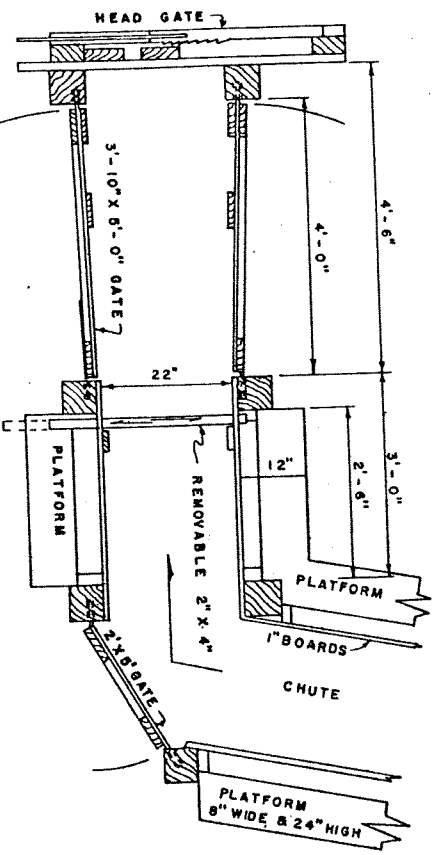 HEAD GATE
3'-10" X 5'-0" GATE
4'-0"
4'-6"
22"
PLATFORM
REMOVABLE 2" X 4"
12"
2'-6"
3'-0"
PLATFORM
1" BOARDS
2' X 5' GATE
CHUTE
PLATFORM
8" WIDE & 24" HIGH